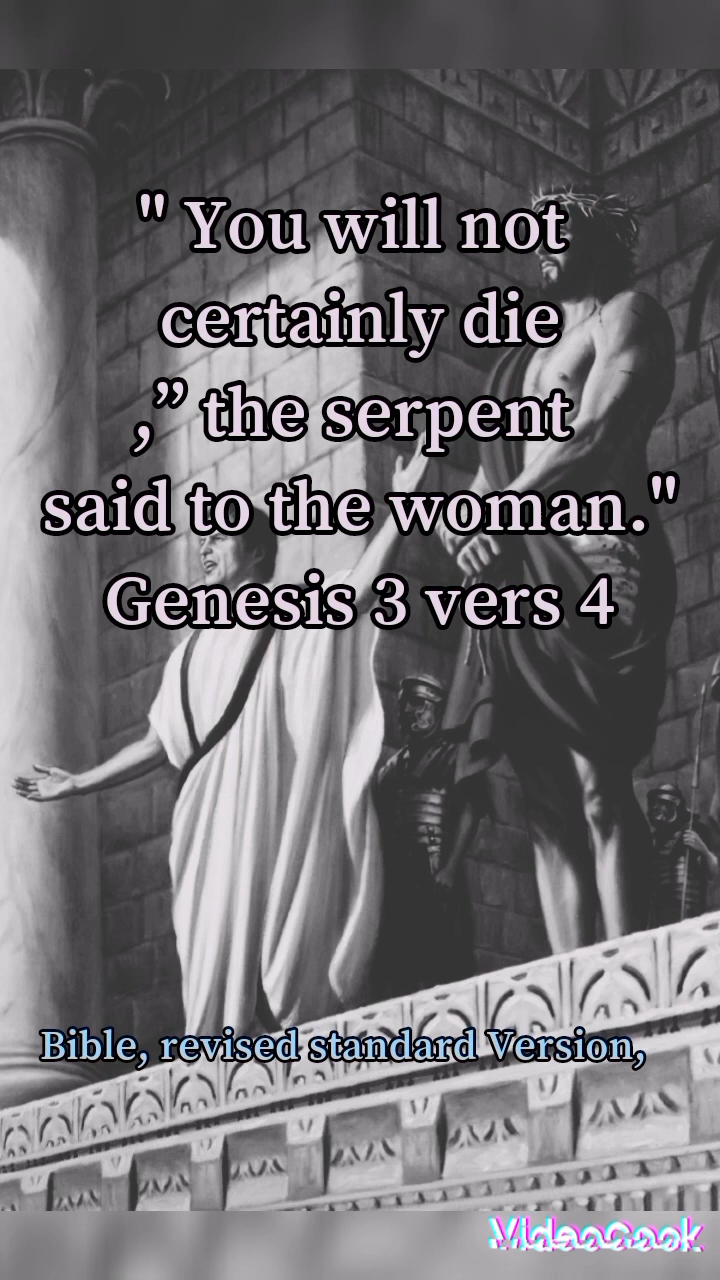 " You will not
certainly die
,” the serpent
said to the woman."
Genesis 3 vers 4
Bible, revised standard Version,
VideoCook